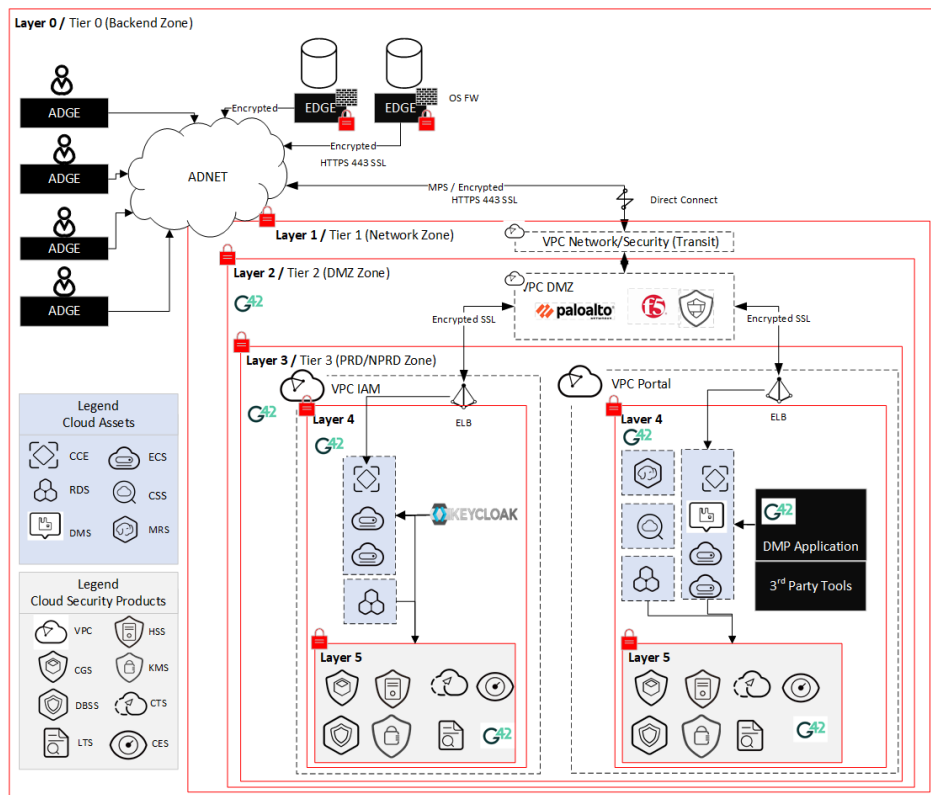 Layer 0 / Tier 0 (Backend Zone)
ADGE
ADGE
ADGE
ADGE
EDGE
EDGE
OS FW
Encrypted
Encrypted
HTTPS 443 SSL
ADNET
MPS / Encrypted
HTTPS 443 SSL
Direct Connect
Layer 1 / Tier 1 (Network Zone)
VPC Network/Security (Transit)
Layer 2 / Tier 2 (DMZ Zone)
G42
VPC DMZ
paloalto
NETWORKS
f5
Encrypted SSL
Encrypted SSL
Layer 3 / Tier 3 (PRD/NPRD Zone)
G42
VPC IAM
ELB
Layer 4
G42
KEYCLOAK
Layer 5
G42
VPC Portal
ELB
Layer 4
G42
G42
DMP Application
3rd Party Tools
Layer 5
G42
Legend
Cloud Assets
CCE
ECS
RDS
CSS
DMS
MRS
Legend
Cloud Security Products
VPC
HSS
CGS
KMS
DBSS
CTS
LTS
CES